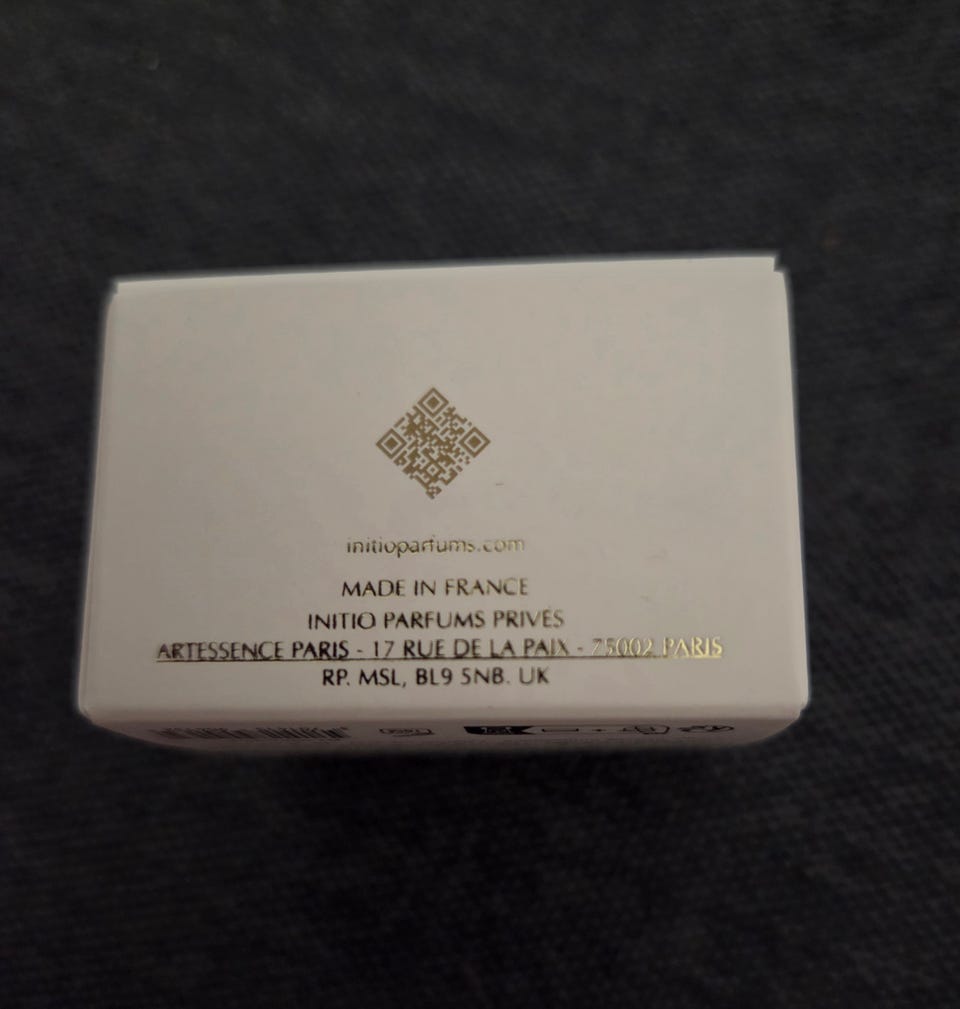 initioparfums.com
MADE IN FRANCE
INITIO PARFUMS PRIVÉS
ARTESSENCE PARIS - 17 RUE DE LA PAIX - 75002 PARIS
RP. MSL, BL9 5NB. UK